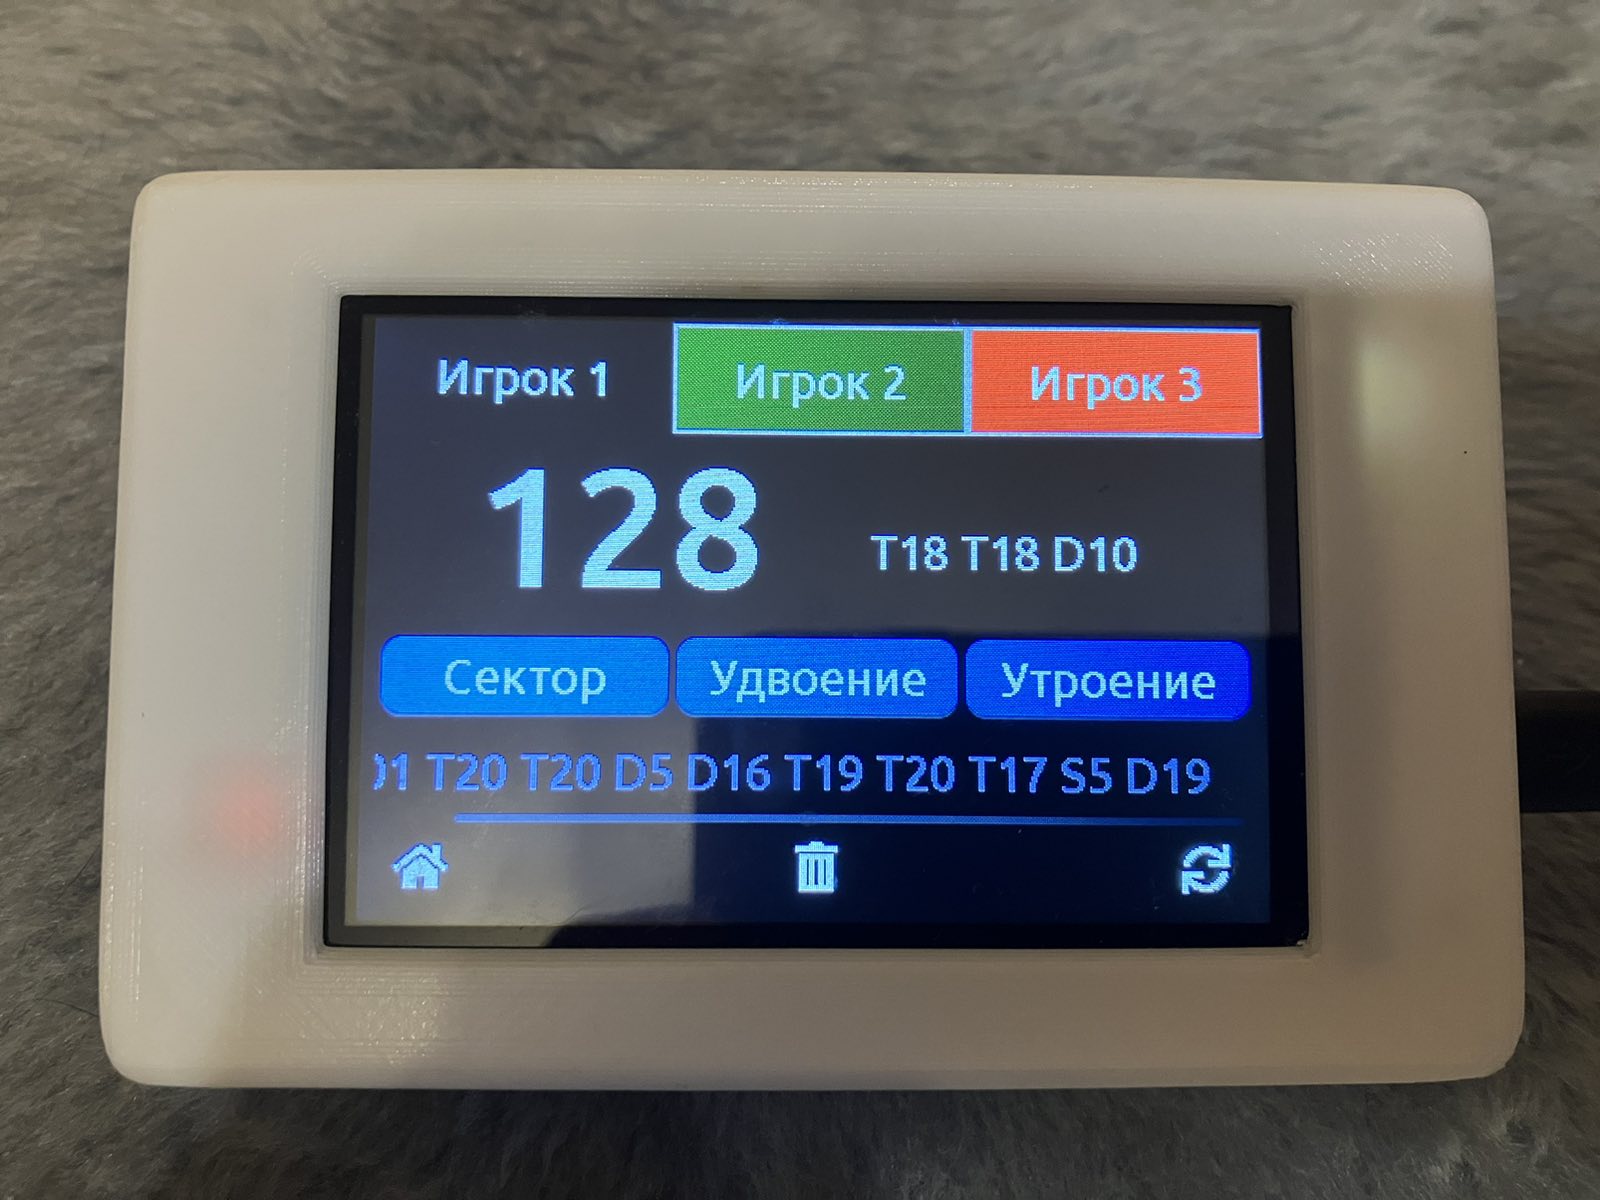 Игрок 1 Игрок 2 Игрок 3
128 T18 T18 D10
Сектор Удвоение Утроение
T20 T20 D5 D16 T19 T20 T17 S5 D19